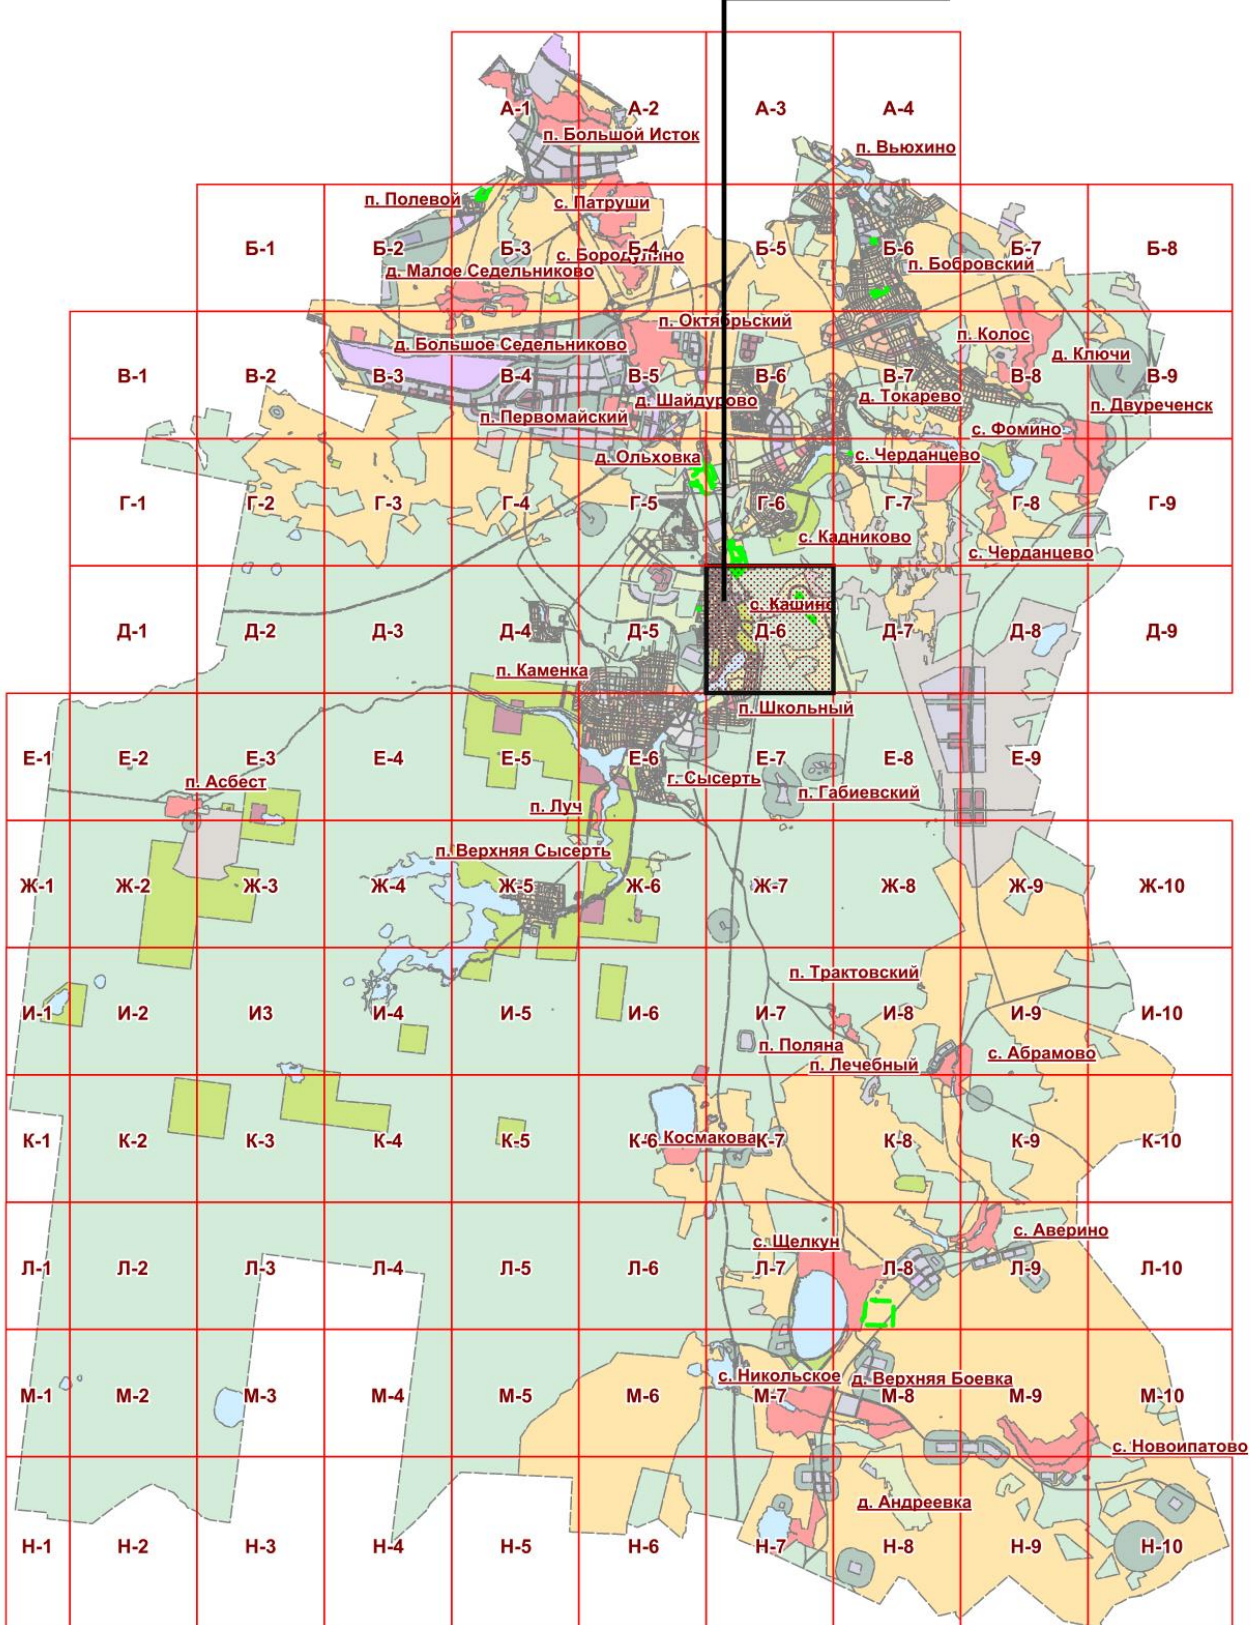 А-1
А-2
А-3
А-4
п. Большой Исток
п. Вьюхино
п. Полевой
с. Патруши
Б-1
Б-2
Б-3
Б-4
Б-5
Б-6
Б-7
Б-8
с. Бородулино
п. Бобровский
д. Малое Седельниково
п. Октябрьский
п. Колос
д. Большое Седельниково
д. Ключи
В-1
В-2
В-3
В-4
В-5
В-6
В-7
В-8
В-9
д. Шайдурово
д. Токарево
п. Двуреченск
п. Первомайский
с. Фомино
д. Ольховка
с. Черданцево
Г-1
Г-2
Г-3
Г-4
Г-5
Г-6
Г-7
Г-8
Г-9
с. Кадниково
с. Черданцево
с. Кашино
Д-1
Д-2
Д-3
Д-4
Д-5
Д-6
Д-7
Д-8
Д-9
п. Каменка
п. Школьный
Е-1
Е-2
Е-3
Е-4
Е-5
Е-6
Е-7
Е-8
Е-9
п. Асбест
г. Сысерть
п. Габиевский
п. Луч
п. Верхняя Сысерть
Ж-1
Ж-2
Ж-3
Ж-4
Ж-5
Ж-6
Ж-7
Ж-8
Ж-9
Ж-10
п. Трактовский
И-1
И-2
И3
И-4
И-5
И-6
И-7
И-8
И-9
И-10
п. Поляна
с. Абрамово
п. Лечебный
К-1
К-2
К-3
К-4
К-5
К-6
Космакова
К-7
К-8
К-9
К-10
с. Аверино
с. Щелкун
Л-1
Л-2
Л-3
Л-4
Л-5
Л-6
Л-7
Л-8
Л-9
Л-10
с. Никольское
д. Верхняя Боевка
М-1
М-2
М-3
М-4
М-5
М-6
М-7
М-8
М-9
М-10
с. Новоипатово
д. Андреевка
Н-1
Н-2
Н-3
Н-4
Н-5
Н-6
Н-7
Н-8
Н-9
Н-10